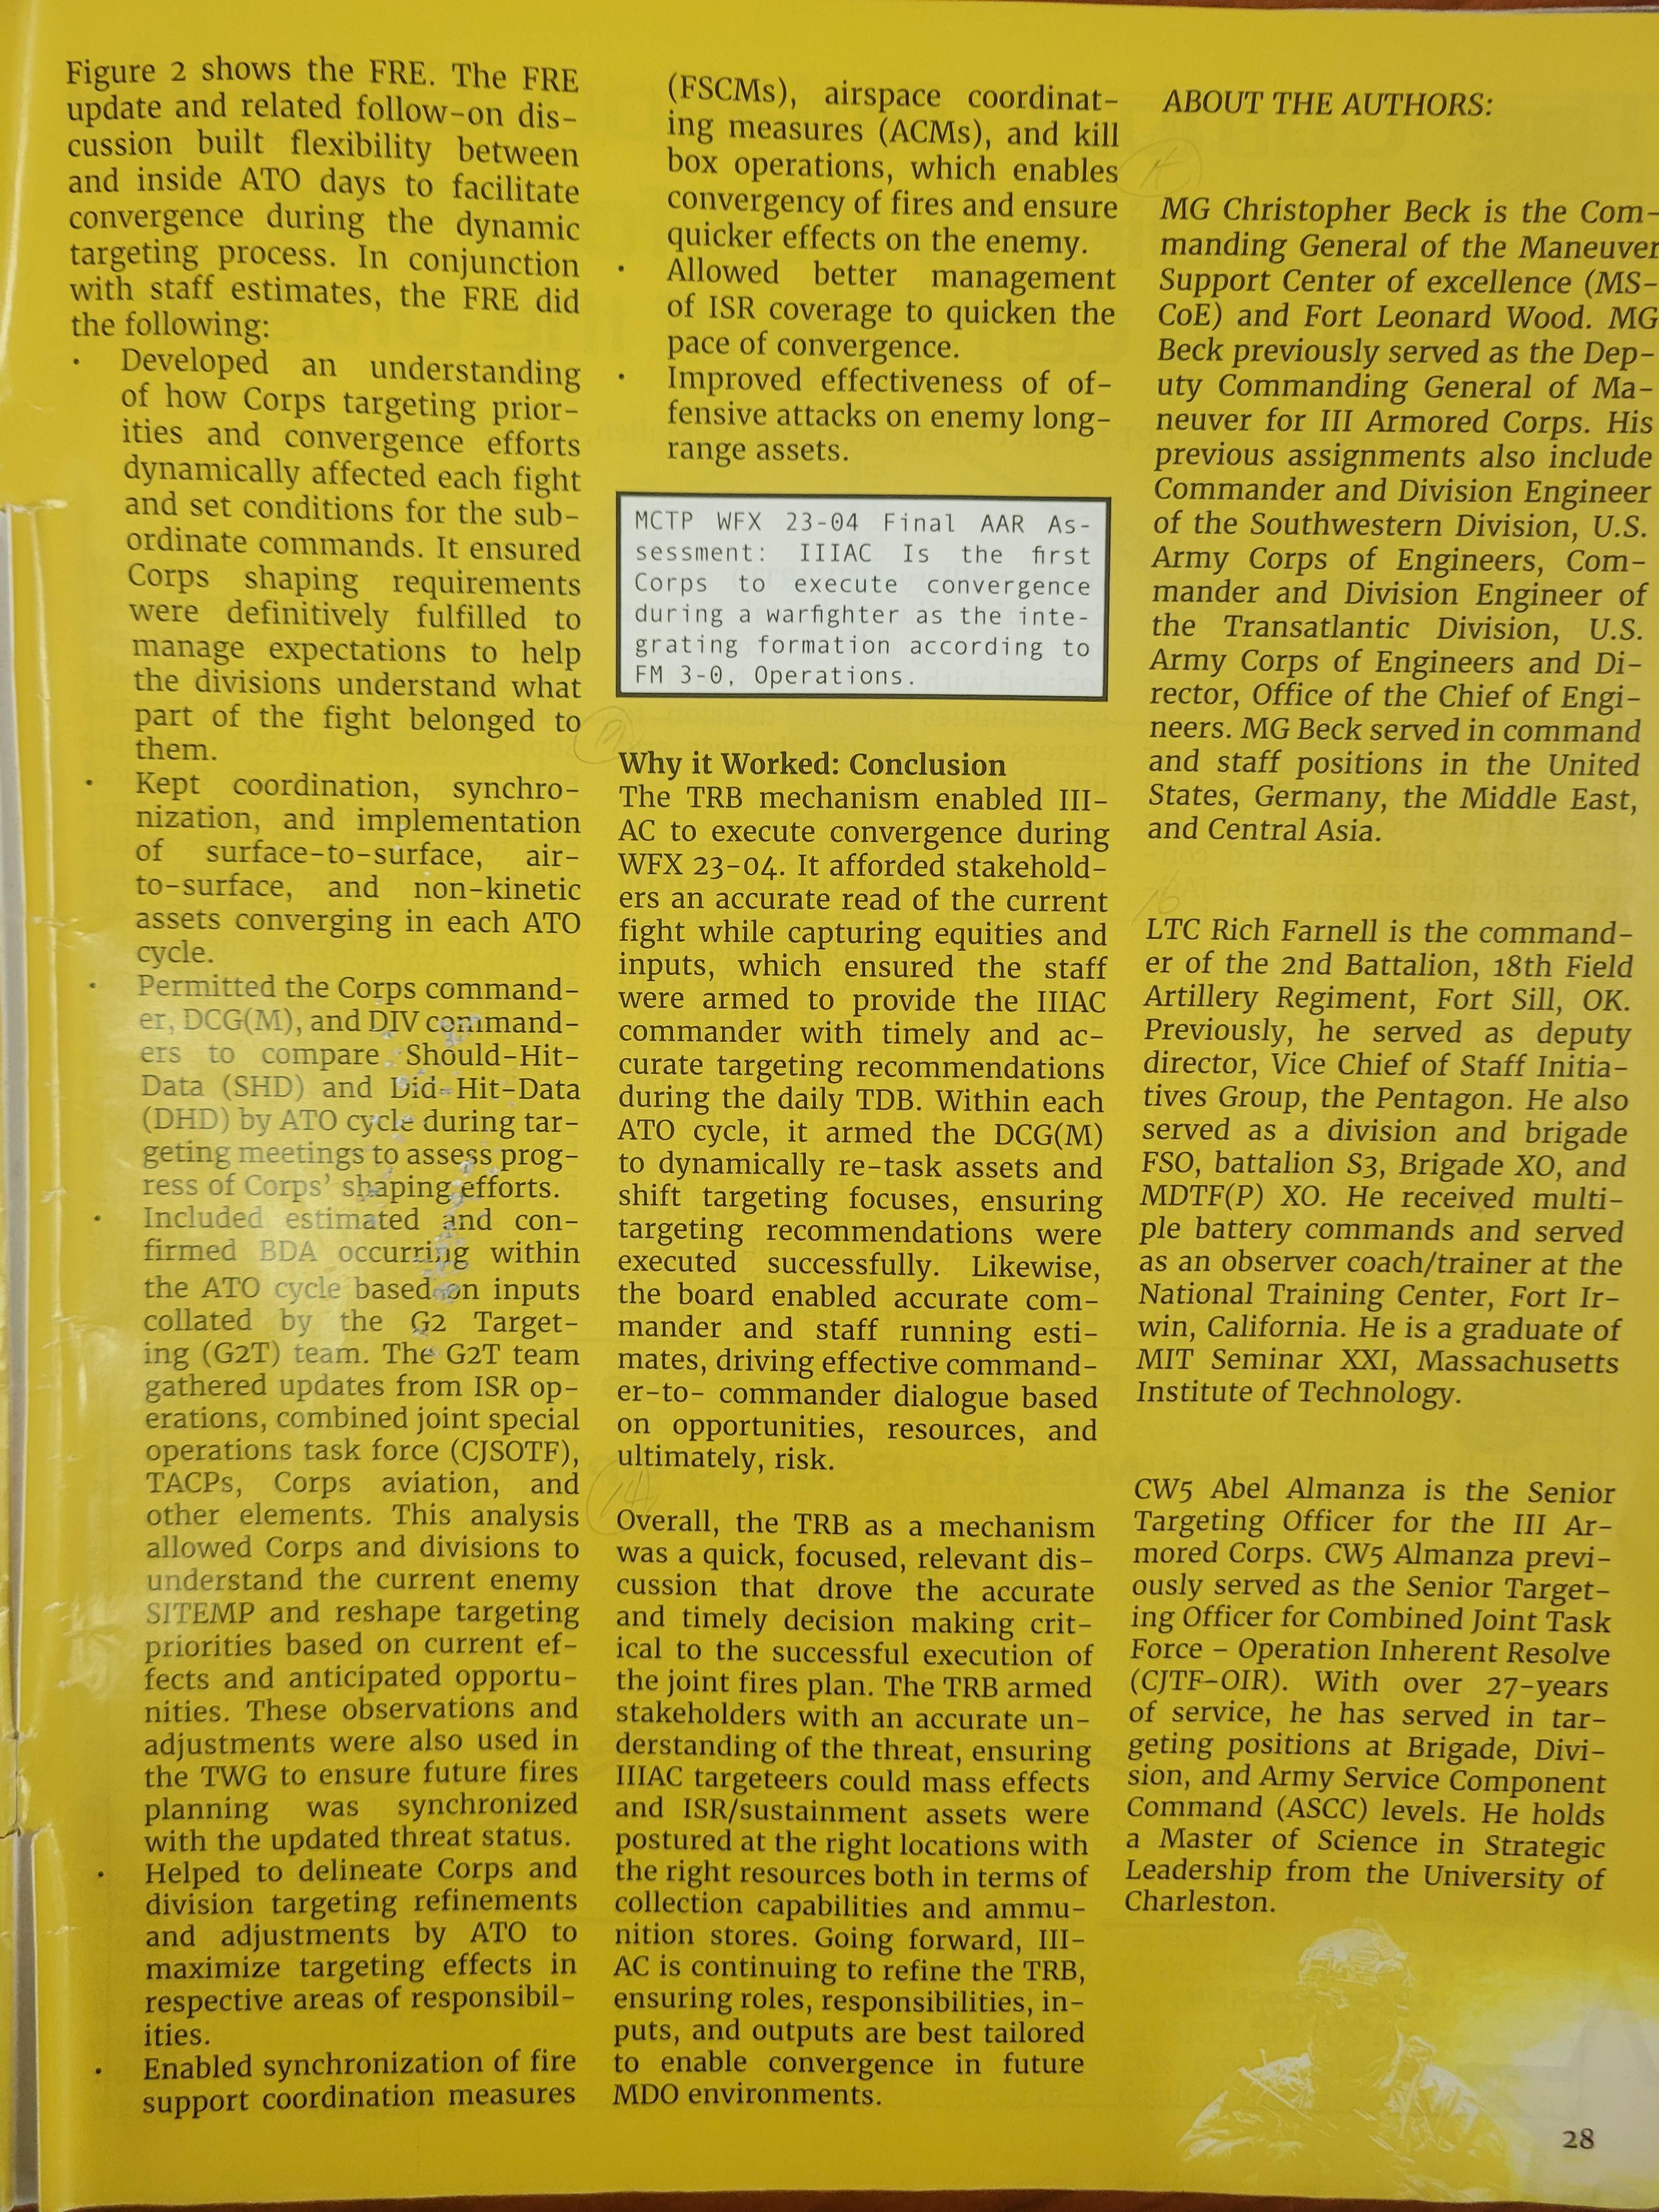 Figure 2 shows the FRE. The FRE
update and related follow-on dis-
cussion built flexibility between
and inside ATO days to facilitate
convergence during the dynamic
targeting process. In conjunction
with staff estimates, the FRE did
the following:
• Developed an understanding
of how Corps targeting prior-
ities and convergence efforts
dynamically affected each fight
and set conditions for the sub-
ordinate commands. It ensured
Corps shaping requirements
were definitively fulfilled to
manage expectations to help
the divisions understand what
part of the fight belonged to
them.
• Kept coordination, synchro-
nization, and implementation
of surface-to-surface, air-
to-surface, and non-kinetic
assets converging in each ATO
cycle.
• Permitted the Corps command-
er, DCG(M), and DIV command-
ers to compare Should-Hit-
Data (SHD) and Did-Hit-Data
(DHD) by ATO cycle during tar-
geting meetings to assess prog-
ress of Corps' shaping efforts.
• Included estimated and con-
firmed BDA occurring within
the ATO cycle based on inputs
collated by the G2 Target-
ing (G2T) team. The G2T team
gathered updates from ISR op-
erations, combined joint special
operations task force (CJSOTF),
TACPs, Corps aviation, and
other elements. This analysis
allowed Corps and divisions to
understand the current enemy
SITEMP and reshape targeting
priorities based on current ef-
fects and anticipated opportu-
nities. These observations and
adjustments were also used in
the TWG to ensure future fires
planning was synchronized
with the updated threat status.
• Helped to delineate Corps and
division targeting refinements
and adjustments by ATO to
maximize targeting effects in
respective areas of responsibil-
ities.
• Enabled synchronization of fire
support coordination measures
(FSCMs), airspace coordinat-
ing measures (ACMs), and kill
box operations, which enables
convergency of fires and ensure
quicker effects on the enemy.
• Allowed better management
of ISR coverage to quicken the
pace of convergence.
• Improved effectiveness of of-
fensive attacks on enemy long-
range assets.
MCTP WFX 23-04 Final AAR As-
sessment: IIIAC Is the first
Corps to execute convergence
during a warfighter as the inte-
grating formation according to
FM 3-0, Operations.
Why it Worked: Conclusion
The TRB mechanism enabled III-
AC to execute convergence during
WFX 23-04. It afforded stakehold-
ers an accurate read of the current
fight while capturing equities and
inputs, which ensured the staff
were armed to provide the IIIAC
commander with timely and ac-
curate targeting recommendations
during the daily TDB. Within each
ATO cycle, it armed the DCG(M)
to dynamically re-task assets and
shift targeting focuses, ensuring
targeting recommendations were
executed successfully. Likewise,
the board enabled accurate com-
mander and staff running esti-
mates, driving effective command-
er-to- commander dialogue based
on opportunities, resources, and
ultimately, risk.
14
Overall, the TRB as a mechanism
was a quick, focused, relevant dis-
cussion that drove the accurate
and timely decision making crit-
ical to the successful execution of
the joint fires plan. The TRB armed
stakeholders with an accurate un-
derstanding of the threat, ensuring
IIIAC targeteers could mass effects
and ISR/sustainment assets were
postured at the right locations with
the right resources both in terms of
collection capabilities and ammu-
nition stores. Going forward, III-
AC is continuing to refine the TRB,
ensuring roles, responsibilities, in-
puts, and outputs are best tailored
to enable convergence in future
MDO environments.
ABOUT THE AUTHORS:
MG Christopher Beck is the Com-
manding General of the Maneuver
Support Center of excellence (MS-
CoE) and Fort Leonard Wood. MG
Beck previously served as the Dep-
uty Commanding General of Ma-
neuver for III Armored Corps. His
previous assignments also include
Commander and Division Engineer
of the Southwestern Division, U.S.
Army Corps of Engineers, Com-
mander and Division Engineer of
the Transatlantic Division, U.S.
Army Corps of Engineers and Di-
rector, Office of the Chief of Engi-
neers. MG Beck served in command
and staff positions in the United
States, Germany, the Middle East,
and Central Asia.
16
LTC Rich Farnell is the command-
er of the 2nd Battalion, 18th Field
Artillery Regiment, Fort Sill, OK.
Previously, he served as deputy
director, Vice Chief of Staff Initia-
tives Group, the Pentagon. He also
served as a division and brigade
FSO, battalion S3, Brigade XO, and
MDTF(P) XO. He received multi-
ple battery commands and served
as an observer coach/trainer at the
National Training Center, Fort Ir-
win, California. He is a graduate of
MIT Seminar XXI, Massachusetts
Institute of Technology.
CW5 Abel Almanza is the Senior
Targeting Officer for the III Ar-
mored Corps. CW5 Almanza previ-
ously served as the Senior Target-
ing Officer for Combined Joint Task
Force – Operation Inherent Resolve
(CJTF-OIR). With over 27-years
of service, he has served in tar-
geting positions at Brigade, Divi-
sion, and Army Service Component
Command (ASCC) levels. He holds
a Master of Science in Strategic
Leadership from the University of
Charleston.
28